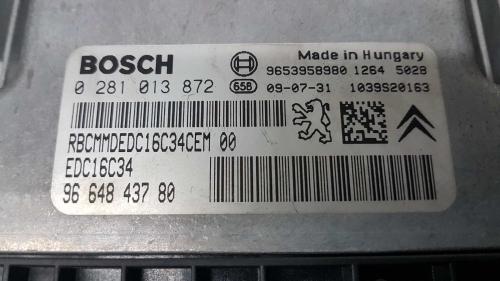 BOSCH Made in Hungary
9653958980 1264 5028
0 281 013 872 65B 09-07-31 1039S20163
RBCMMDEDC16C34CEM 00
EDC16C34
96 648 437 80